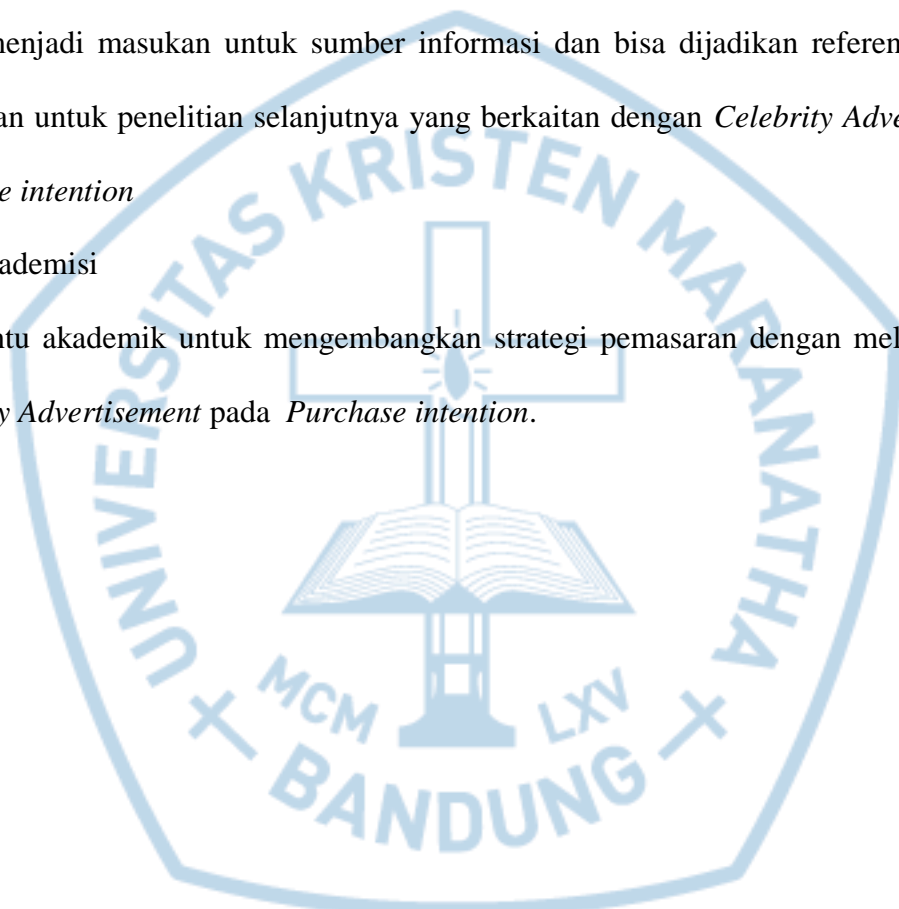 menjadi masukan untuk sumber informasi dan bisa dijadikan referen
an untuk penelitian selanjutnya yang berkaitan dengan Celebrity Adve
e intention
ademisi
ntu akademik untuk mengembangkan strategi pemasaran dengan mel
y Advertisement pada Purchase intention.
UNIVERSITAS KRISTEN MARANATHA
MCM LXV
BANDUNG